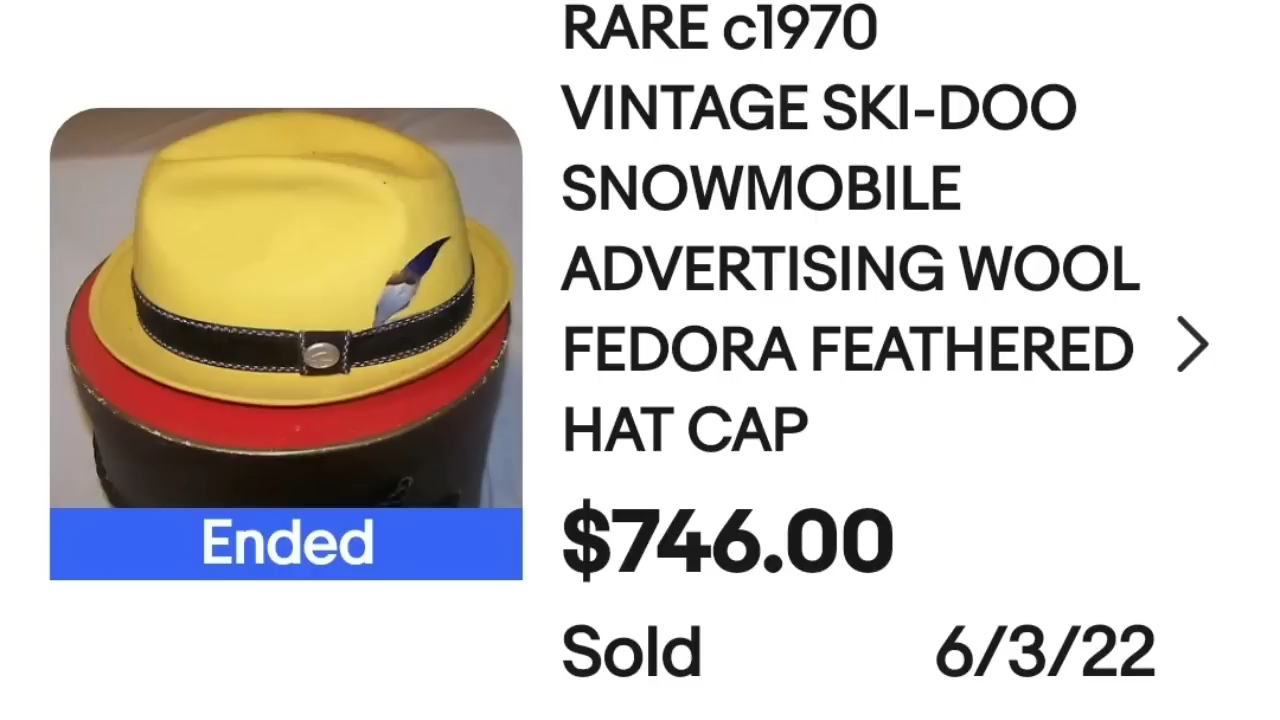 RARE c1970
VINTAGE SKI-DOO
SNOWMOBILE
ADVERTISING WOOL
FEDORA FEATHERED
HAT CAP
$746.00
Ended
Sold 6/3/22